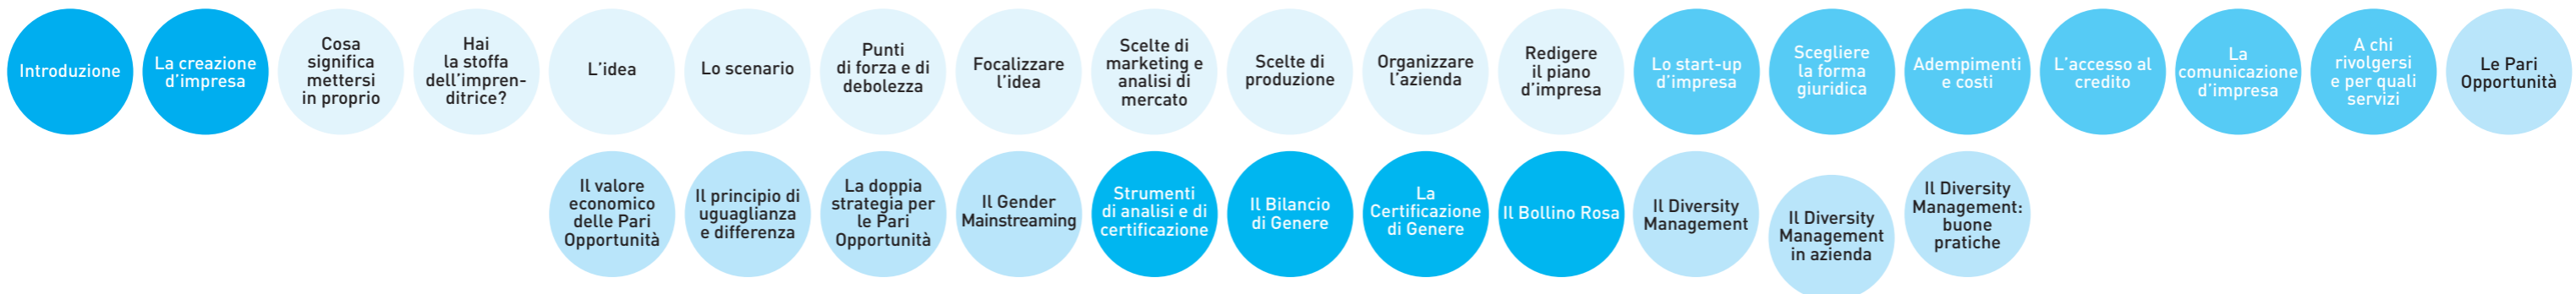 Introduzione
La creazione
d’impresa
Cosa
significa
mettersi
in proprio
Hai
la stoffa
dell’impren-
ditrice?
L’idea
Lo scenario
Punti
di forza e di
debolezza
Focalizzare
l’idea
Scelte di
marketing e
analisi di
mercato
Scelte di
produzione
Organizzare
l’azienda
Redigere
il piano
d’impresa
Lo start-up
d’impresa
Scegliere
la forma
giuridica
Adempimenti
e costi
L’accesso al
credito
La
comunicazione
d’impresa
A chi
rivolgersi
e per quali
servizi
Le Pari
Opportunità
Il valore
economico
delle Pari
Opportunità
Il principio di
uguaglianza
e differenza
La doppia
strategia per
le Pari
Opportunità
Il Gender
Mainstreaming
Strumenti
di analisi e di
certificazione
Il Bilancio
di Genere
La
Certificazione
di Genere
Il Bollino Rosa
Il Diversity
Management
Il Diversity
Management
in azienda
Il Diversity
Management:
buone
pratiche